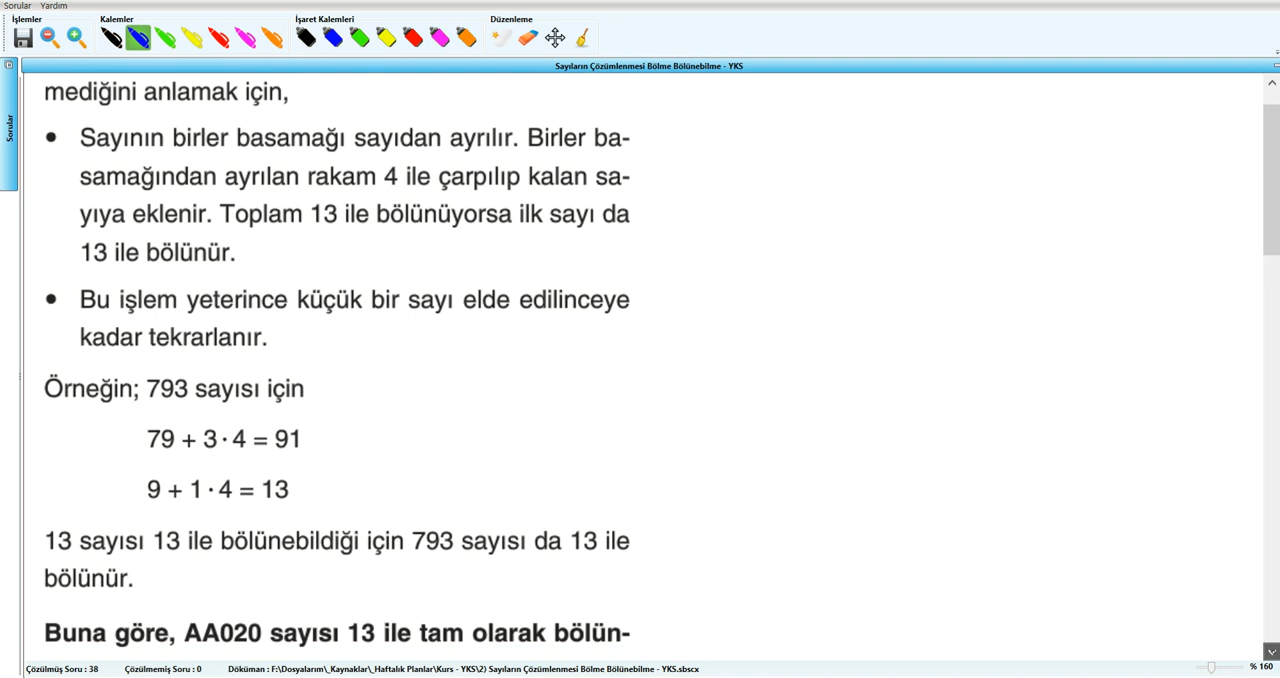 Sorular Yardım
İşlemler Kalemler İşaret Kalemleri Düzenleme
Sayıların Çözümlenmesi Bölme Bölünebilme - YKS
Sorular
mediğini anlamak için,
• Sayının birler basamağı sayıdan ayrılır. Birler ba-
samağından ayrılan rakam 4 ile çarpılıp kalan sa-
yıya eklenir. Toplam 13 ile bölünüyorsa ilk sayı da
13 ile bölünür.
• Bu işlem yeterince küçük bir sayı elde edilinceye
kadar tekrarlanır.
Örneğin; 793 sayısı için
79 + 3 · 4 = 91
9 + 1 · 4 = 13
13 sayısı 13 ile bölünebildiği için 793 sayısı da 13 ile
bölünür.
Buna göre, AA020 sayısı 13 ile tam olarak bölün-
Çözülmüş Soru : 38 Çözülmemiş Soru : 0 Döküman : F:\Dosyalarım\_Kaynaklar\_Haftalık Planlar\Kurs - YKS\2) Sayıların Çözümlenmesi Bölme Bölünebilme - YKS.sbscx % 160